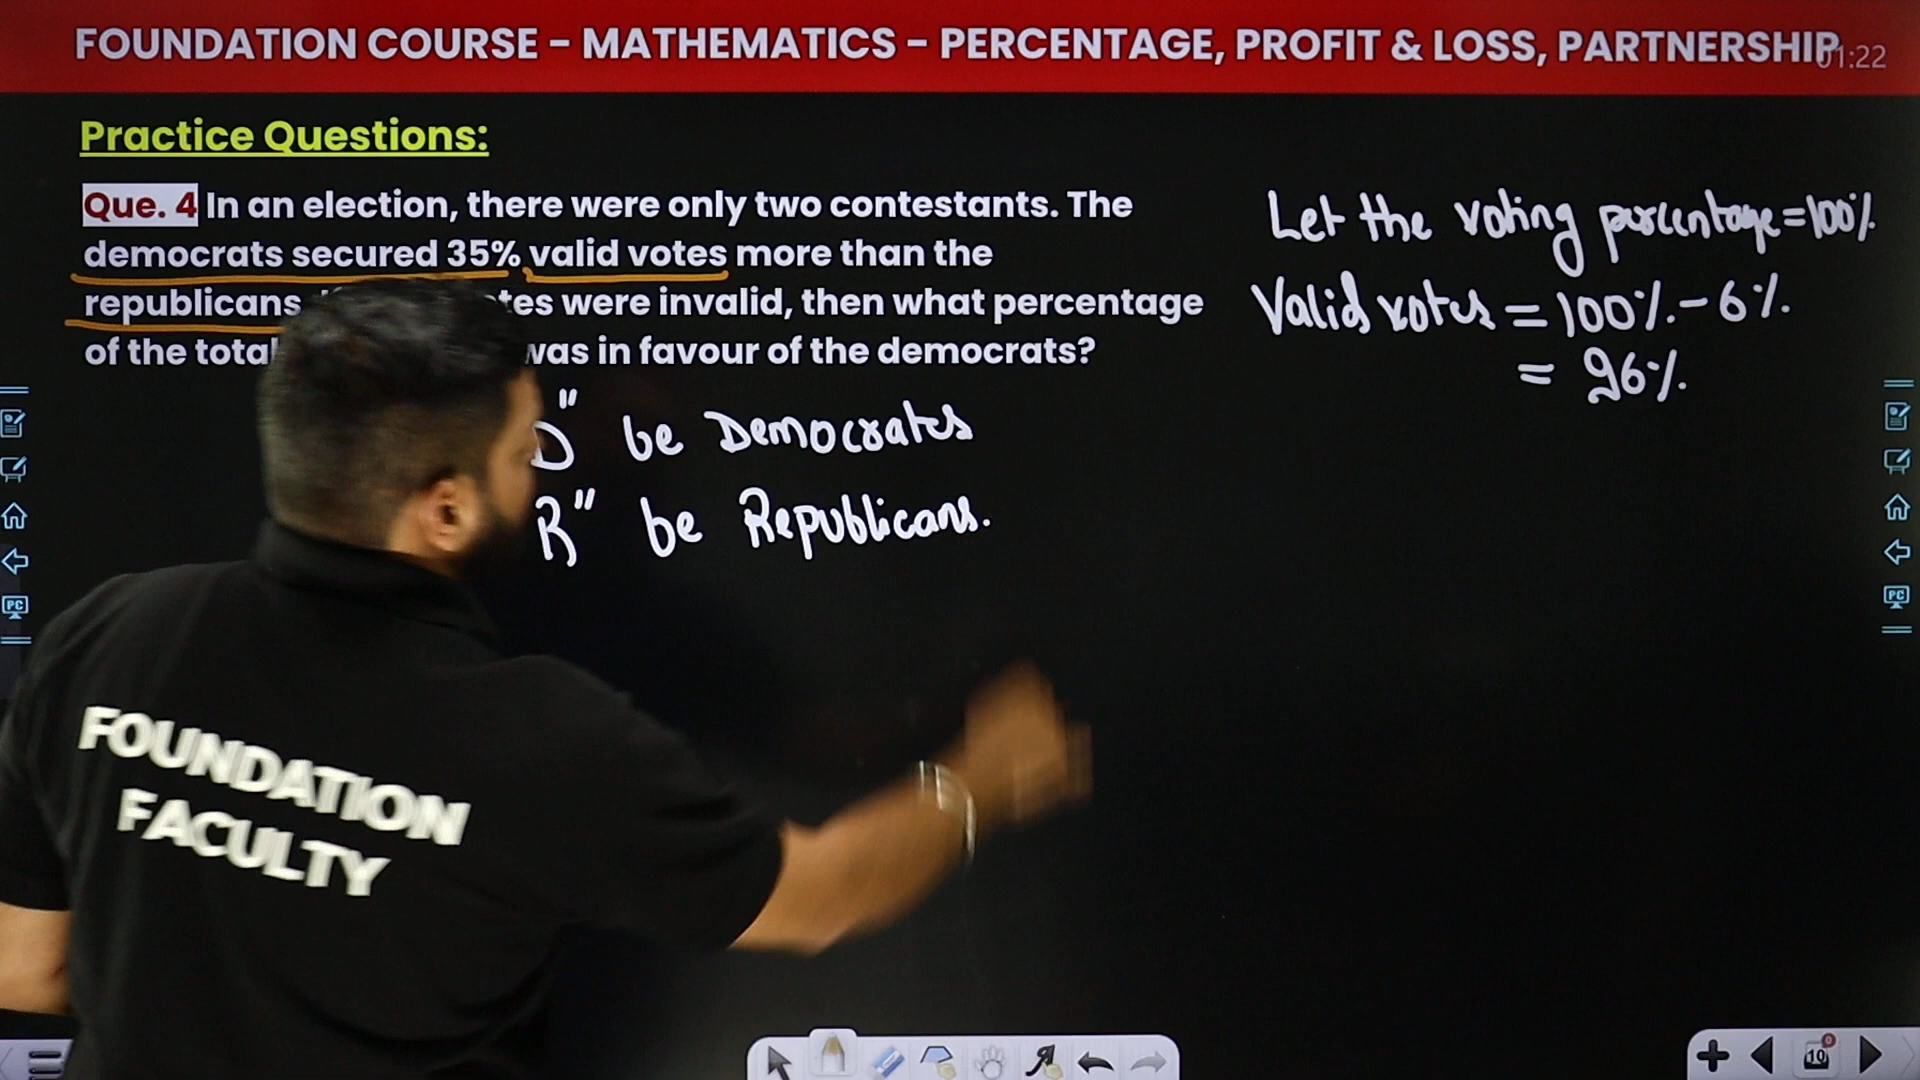 FOUNDATION COURSE - MATHEMATICS - PERCENTAGE, PROFIT & LOSS, PARTNERSHIP
01:22
Practice Questions:
Que. 4 In an election, there were only two contestants. The
democrats secured 35% valid votes more than the
republicans. were invalid, then what percentage
of the total was in favour of the democrats?
D" be Democrates
R" be Republicans.
Let the voting percentage=100%.
Valid votes = 100%.-6%.
= 96%.
FOUNDATION
FACULTY
PC
PC
10